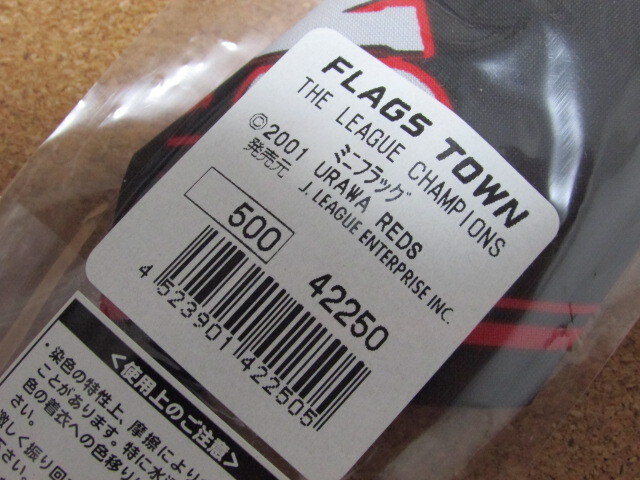 FLAGS TOWN
THE LEAGUE CHAMPIONS
ミニフラッグ
©2001 URAWA REDS
発売元 J.LEAGUE ENTERPRISE INC.
500
42250
4 523901 422505
<使用上のご注意>
・染色の特性上、摩擦により
ことがあります。特に水
色の着衣への色移り
さい。
激しく振り回
下さい。